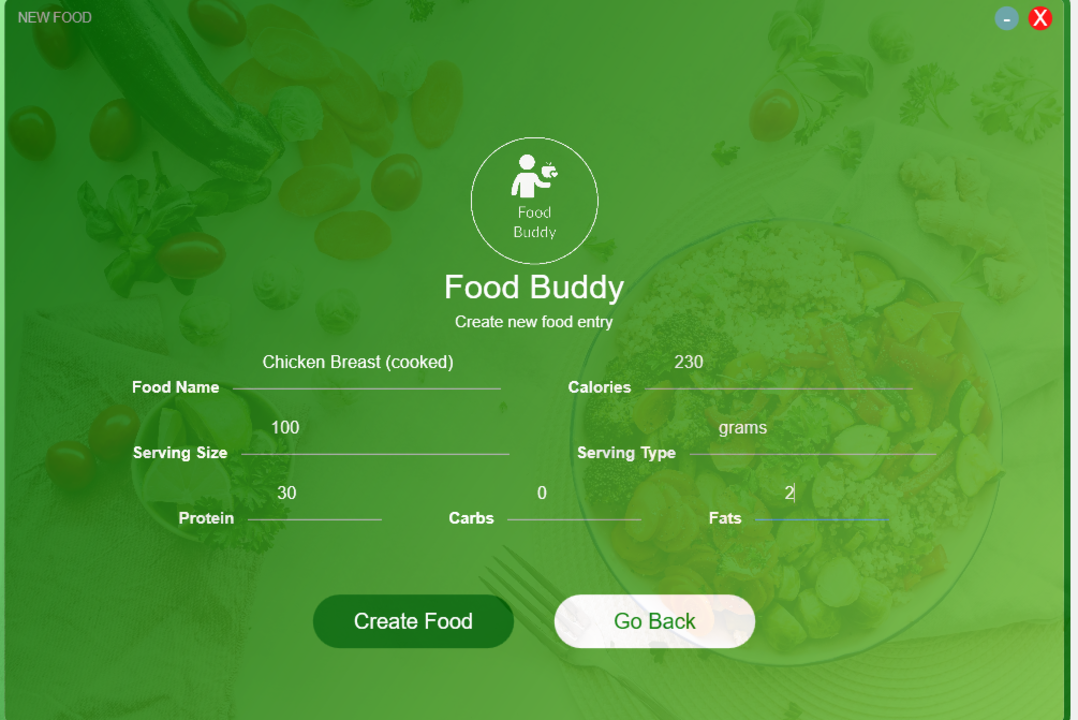 NEW FOOD
- X
Food
Buddy
Food Buddy
Create new food entry
Food Name Chicken Breast (cooked) Calories 230
Serving Size 100 Serving Type grams
Protein 30 Carbs 0 Fats 2
Create Food Go Back